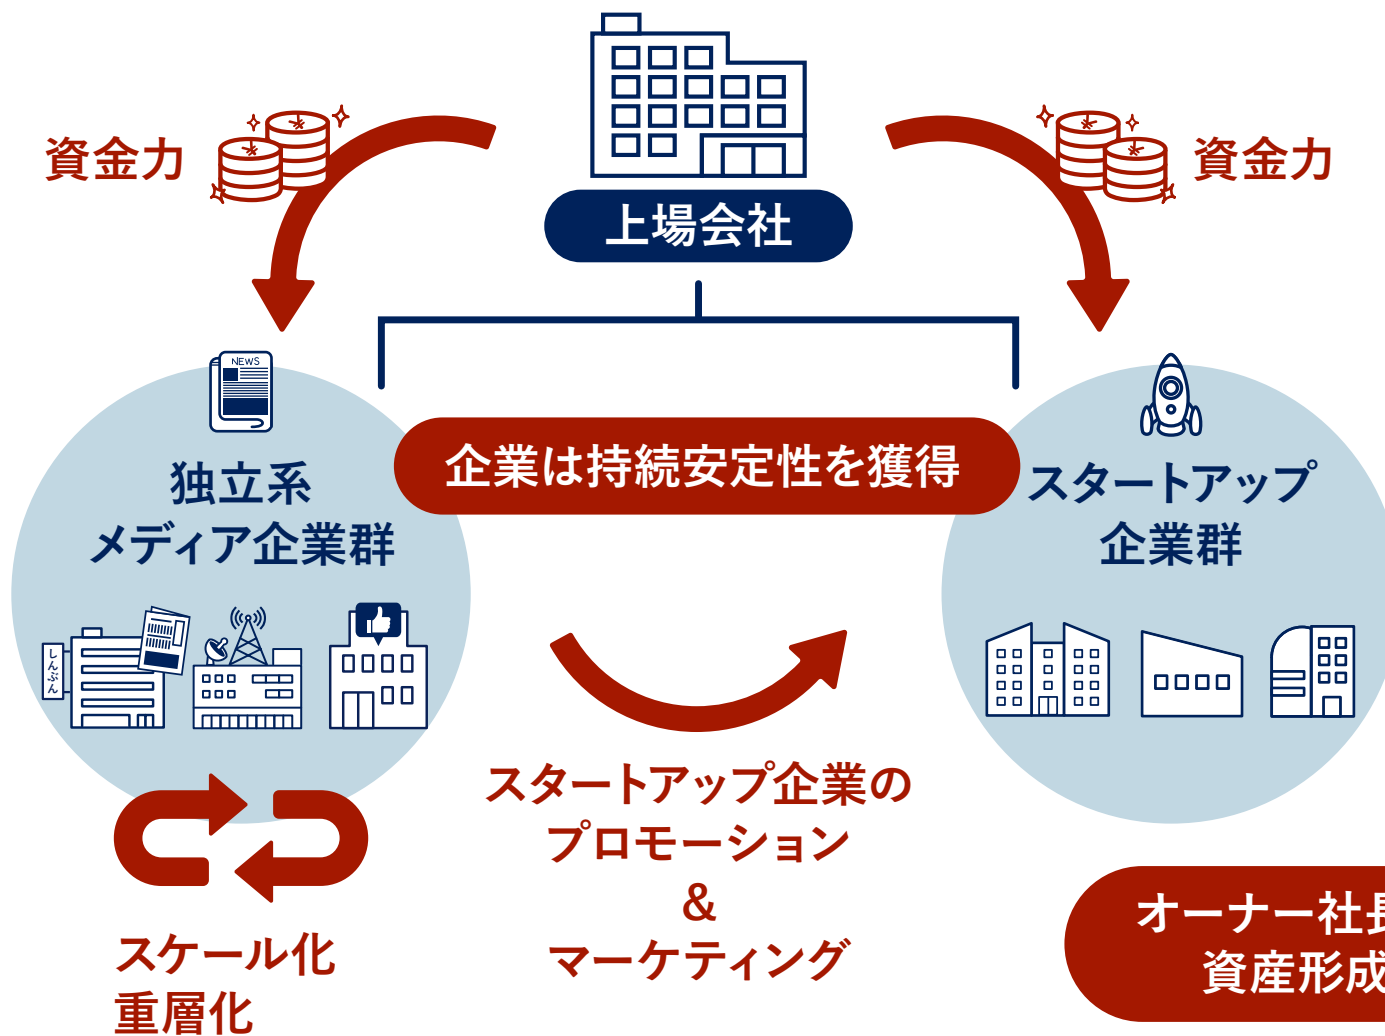 資金力
資金力
上場会社
NEWS
企業は持続安定性を獲得
独立系
メディア企業群
スタートアップ
企業群
しんぶん
スタートアップ企業の
プロモーション
&
マーケティング
スケール化
重層化
オーナー社長
資産形成